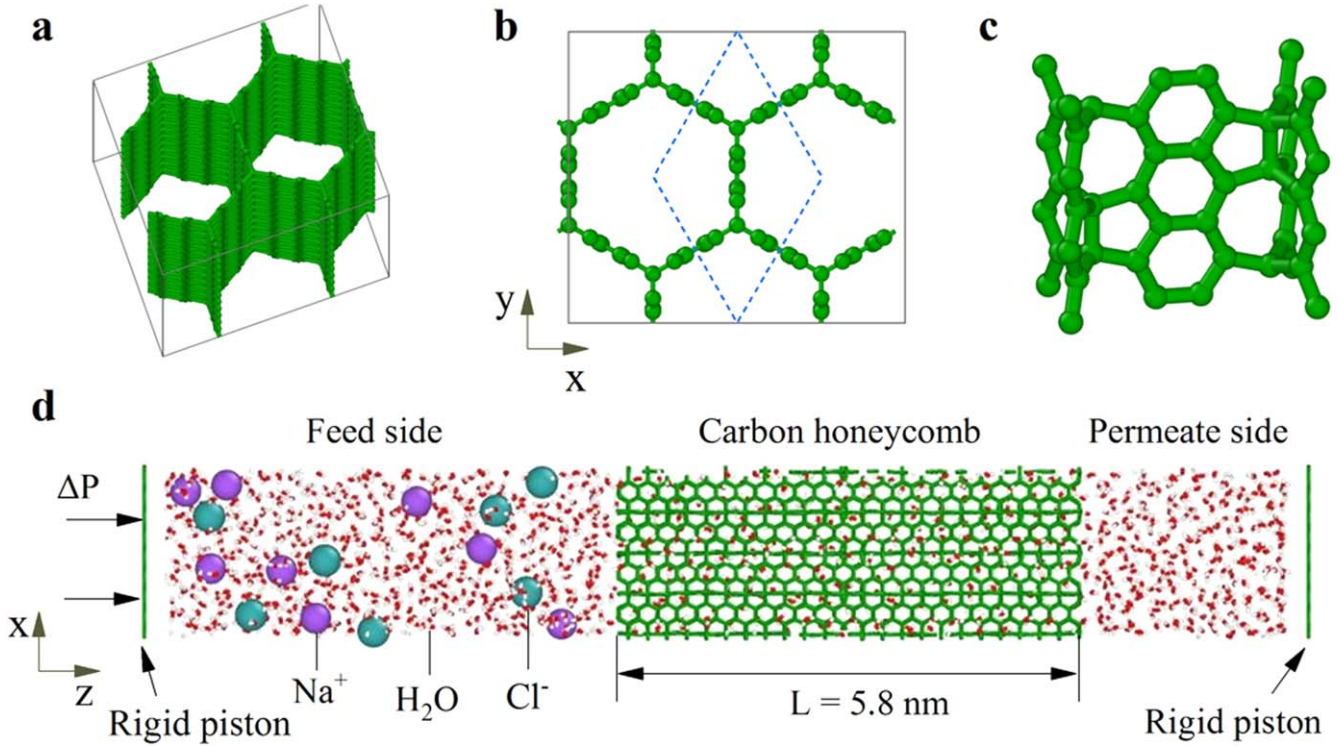 a
b
c
y
x
d
Feed side
Carbon honeycomb
Permeate side
ΔP
x
z
Na⁺
H₂O
Cl⁻
L = 5.8 nm
Rigid piston
Rigid piston